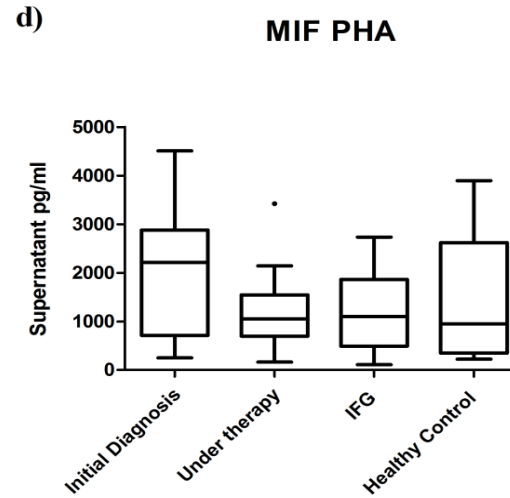 d)
MIF PHA
Supernatant pg/ml
5000
4000
3000
2000
1000
0
Initial Diagnosis
Under therapy
IFG
Healthy Control